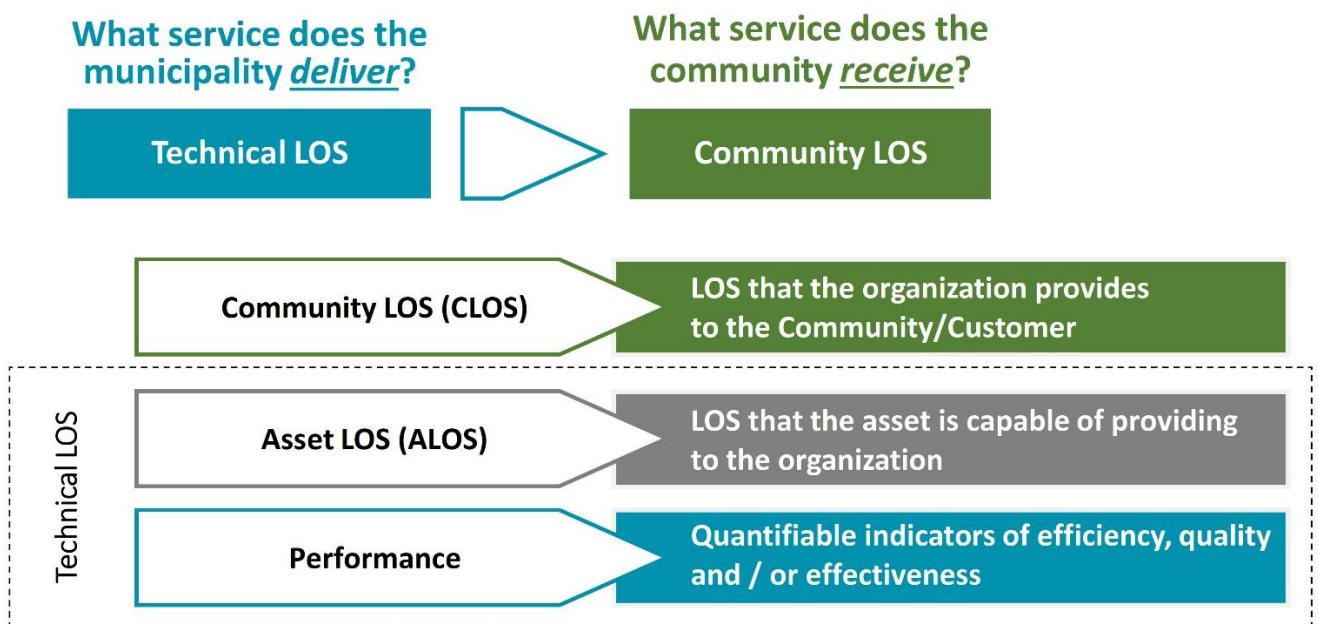 What service does the
municipality deliver?
What service does the
community receive?
Technical LOS
Community LOS
Community LOS (CLOS)
LOS that the organization provides
to the Community/Customer
Technical LOS
Asset LOS (ALOS)
LOS that the asset is capable of providing
to the organization
Performance
Quantifiable indicators of efficiency, quality
and / or effectiveness